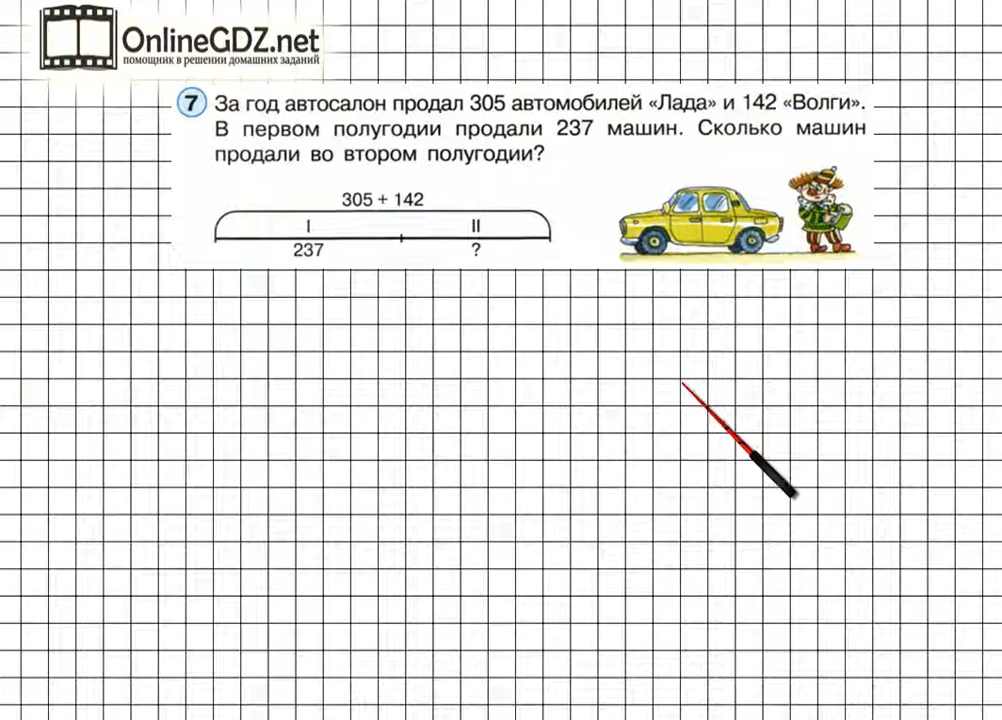 OnlineGDZ.net
помощник в решении домашних заданий
7 За год автосалон продал 305 автомобилей «Лада» и 142 «Волги».
В первом полугодии продали 237 машин. Сколько машин
продали во втором полугодии?
305 + 142
I II
237 ?